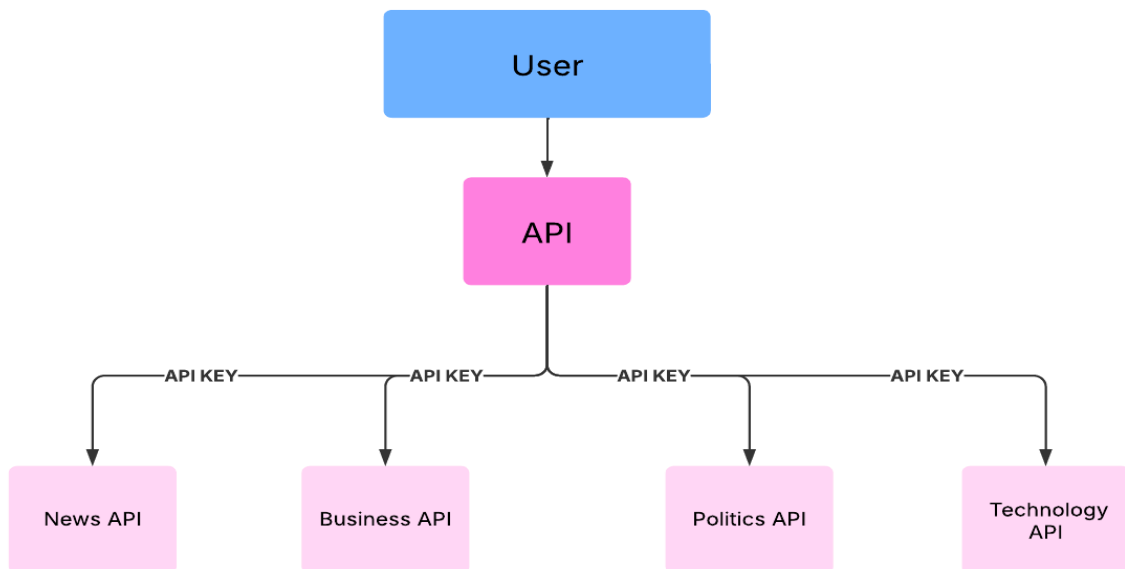 User
API
API KEY
API KEY
API KEY
API KEY
News API
Business API
Politics API
Technology
API